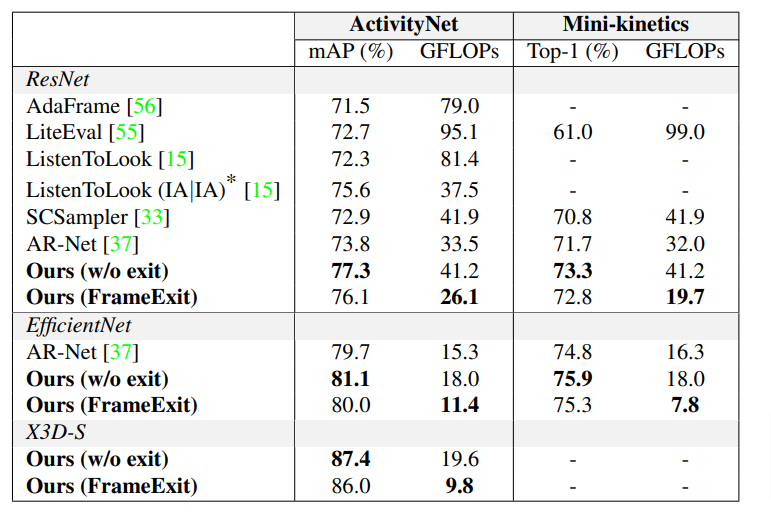 ActivityNet Mini-kinetics
mAP (%) GFLOPs Top-1 (%) GFLOPs
ResNet
AdaFrame [56] 71.5 79.0 - -
LiteEval [55] 72.7 95.1 61.0 99.0
ListenToLook [15] 72.3 81.4 - -
ListenToLook (IA|IA)* [15] 75.6 37.5 - -
SCSampler [33] 72.9 41.9 70.8 41.9
AR-Net [37] 73.8 33.5 71.7 32.0
Ours (w/o exit) 77.3 41.2 73.3 41.2
Ours (FrameExit) 76.1 26.1 72.8 19.7
EfficientNet
AR-Net [37] 79.7 15.3 74.8 16.3
Ours (w/o exit) 81.1 18.0 75.9 18.0
Ours (FrameExit) 80.0 11.4 75.3 7.8
X3D-S
Ours (w/o exit) 87.4 19.6 - -
Ours (FrameExit) 86.0 9.8 - -